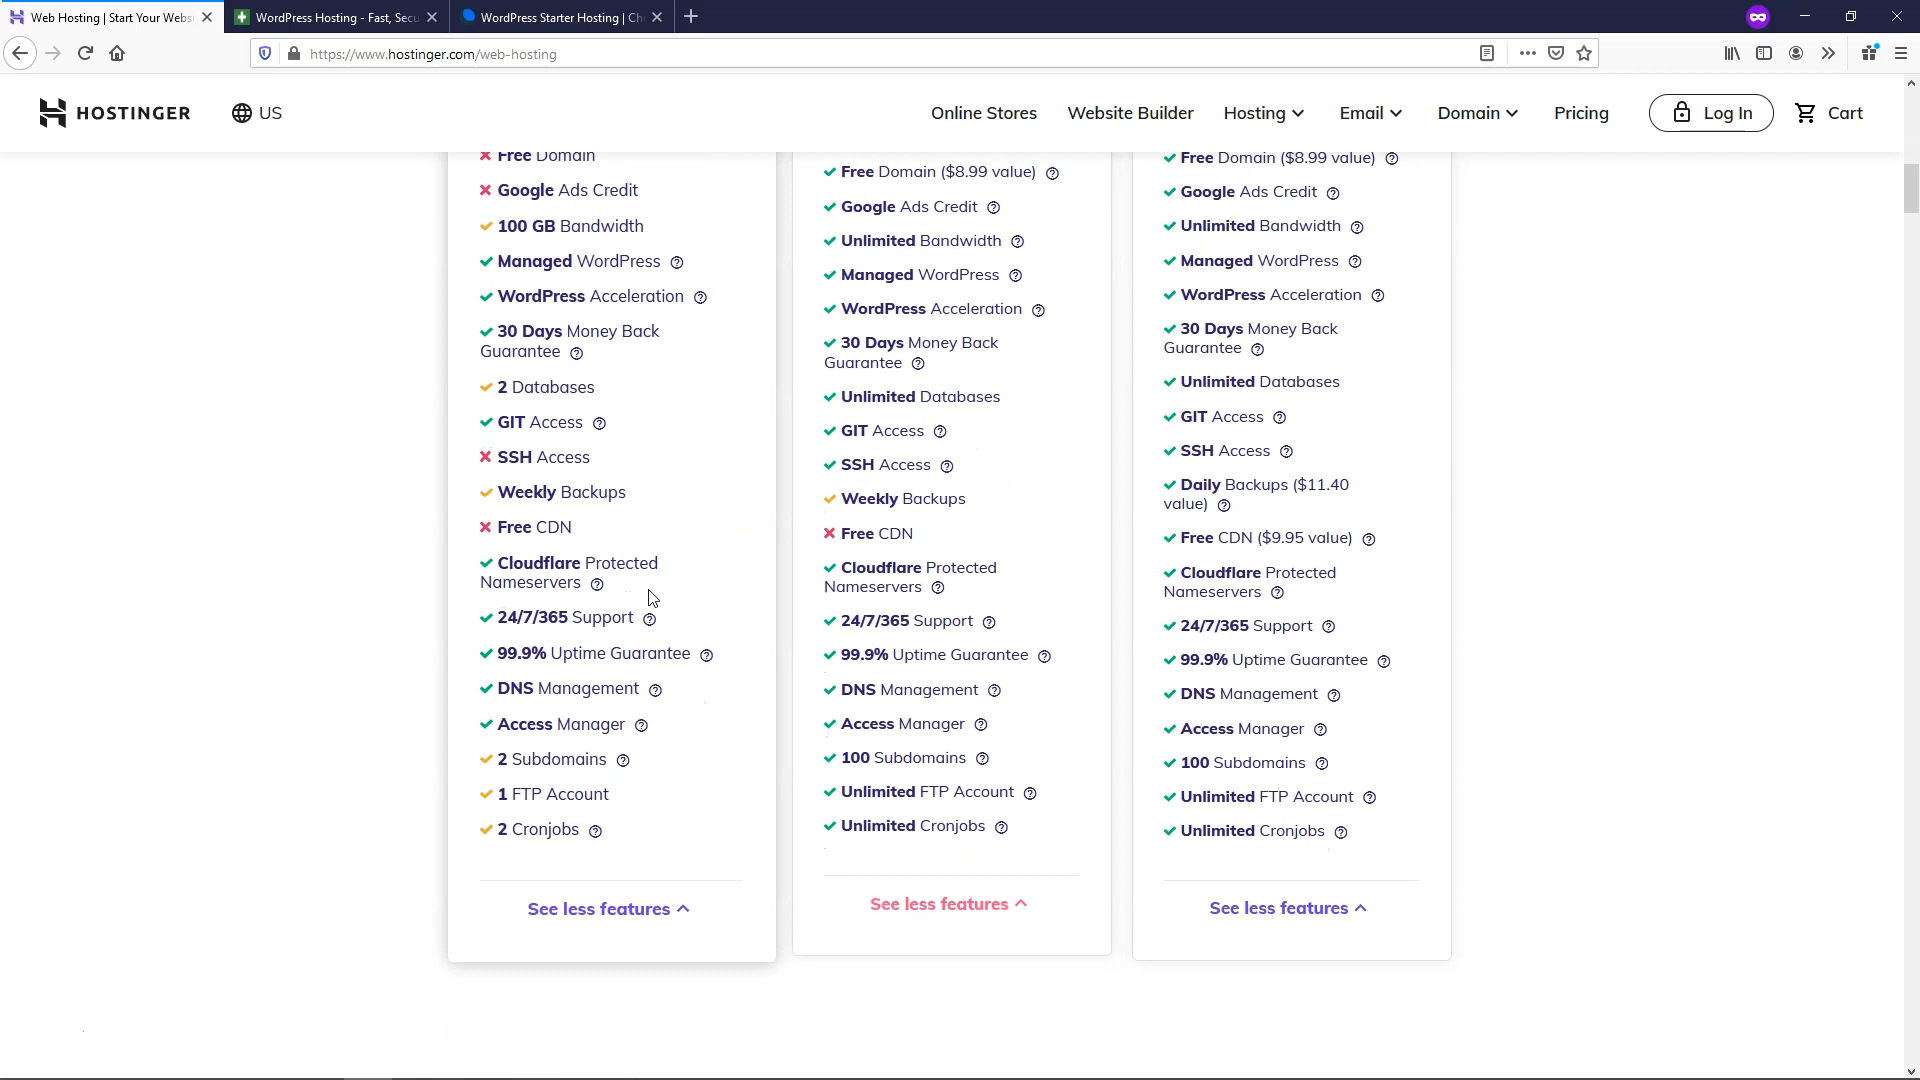 Web Hosting | Start Your Webs
WordPress Hosting - Fast, Secu
WordPress Starter Hosting | Ch
https://www.hostinger.com/web-hosting
HOSTINGER
US
Online Stores
Website Builder
Hosting
Email
Domain
Pricing
Log In
Cart
Free Domain
Google Ads Credit
100 GB Bandwidth
Managed WordPress
WordPress Acceleration
30 Days Money Back
Guarantee
2 Databases
GIT Access
SSH Access
Weekly Backups
Free CDN
Cloudflare Protected
Nameservers
24/7/365 Support
99.9% Uptime Guarantee
DNS Management
Access Manager
2 Subdomains
1 FTP Account
2 Cronjobs
See less features
Free Domain ($8.99 value)
Google Ads Credit
Unlimited Bandwidth
Managed WordPress
WordPress Acceleration
30 Days Money Back
Guarantee
Unlimited Databases
GIT Access
SSH Access
Weekly Backups
Free CDN
Cloudflare Protected
Nameservers
24/7/365 Support
99.9% Uptime Guarantee
DNS Management
Access Manager
100 Subdomains
Unlimited FTP Account
Unlimited Cronjobs
See less features
Free Domain ($8.99 value)
Google Ads Credit
Unlimited Bandwidth
Managed WordPress
WordPress Acceleration
30 Days Money Back
Guarantee
Unlimited Databases
GIT Access
SSH Access
Daily Backups ($11.40
value)
Free CDN ($9.95 value)
Cloudflare Protected
Nameservers
24/7/365 Support
99.9% Uptime Guarantee
DNS Management
Access Manager
100 Subdomains
Unlimited FTP Account
Unlimited Cronjobs
See less features